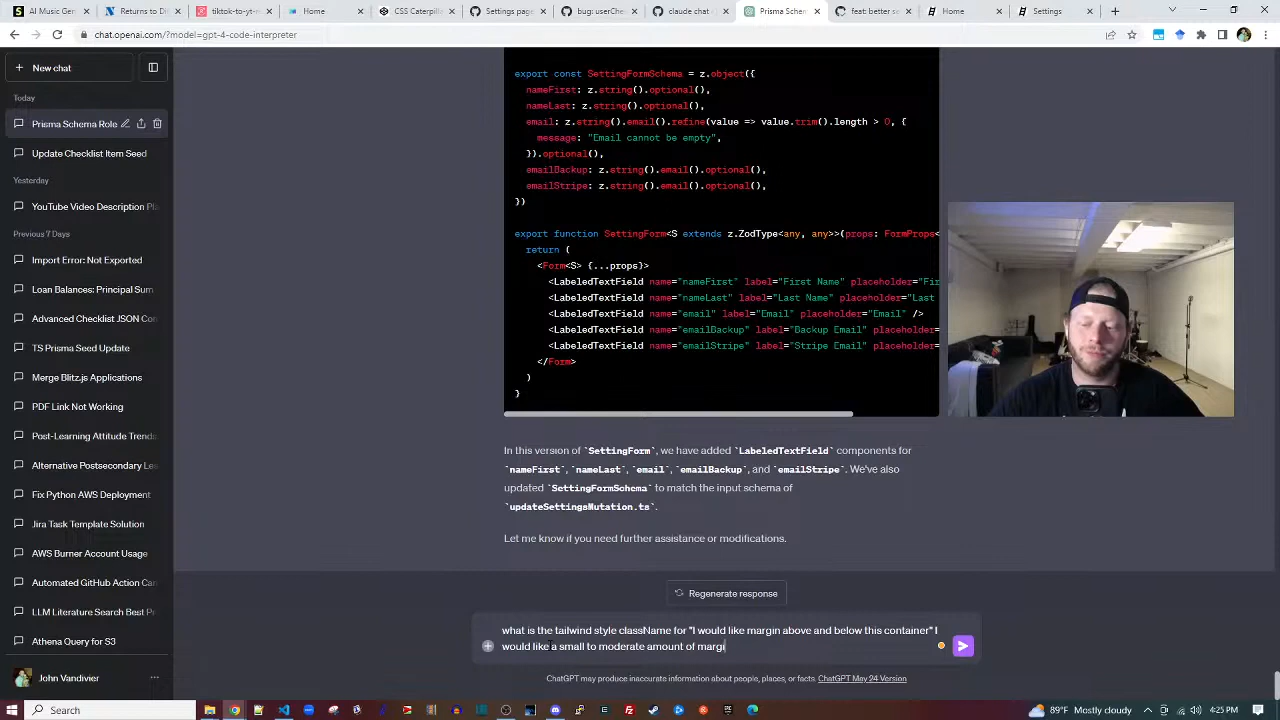 AI Music Gen
Returns to Di
tiktok-to-yt-
AI Home
CSS Caterpilla
Settings page
bug: userChec
claude chat
Prisma Schem
feat: better se
Home
Settings
chat.openai.com/?model=gpt-4-code-interpreter
New chat
Today
Prisma Schema Role
Update Checklist Item Seed
Yesterday
YouTube Video Description Pla
Previous 7 Days
Import Error: Not Exported
Loan Balances: Principal Sum
Advanced Checklist JSON Con
TS Prisma Seed Update
Merge Blitz.js Applications
PDF Link Not Working
Post-Learning Attitude Trends
Alternative Postsecondary Lea
Fix Python AWS Deployment
Jira Task Template Solution
AWS Burner Account Usage
Automated GitHub Action Can
LLM Literature Search Best Pr
Athena Query for S3
John Vandivier
export const SettingFormSchema = z.object({
nameFirst: z.string().optional(),
nameLast: z.string().optional(),
email: z.string().email().refine(value => value.trim().length > 0, {
message: "Email cannot be empty",
}).optional(),
emailBackup: z.string().email().optional(),
emailStripe: z.string().email().optional(),
})
export function SettingForm<S extends z.ZodType<any, any>>(props: FormProps<
return (
<Form<S> {...props}>
<LabeledTextField name="nameFirst" label="First Name" placeholder="Fir
<LabeledTextField name="nameLast" label="Last Name" placeholder="Last
<LabeledTextField name="email" label="Email" placeholder="Email" />
<LabeledTextField name="emailBackup" label="Backup Email" placeholder=
<LabeledTextField name="emailStripe" label="Stripe Email" placeholder=
</Form>
)
}
In this version of `SettingForm`, we have added `LabeledTextField` components for
`nameFirst`, `nameLast`, `email`, `emailBackup`, and `emailStripe`. We've also
updated `SettingFormSchema` to match the input schema of
`updateSettingsMutation.ts`.
Let me know if you need further assistance or modifications.
Regenerate response
what is the tailwind style className for "I would like margin above and below this container" I
would like a small to moderate amount of margi
ChatGPT may produce inaccurate information about people, places, or facts. ChatGPT May 24 Version
Search
89°F Mostly cloudy
4:25 PM